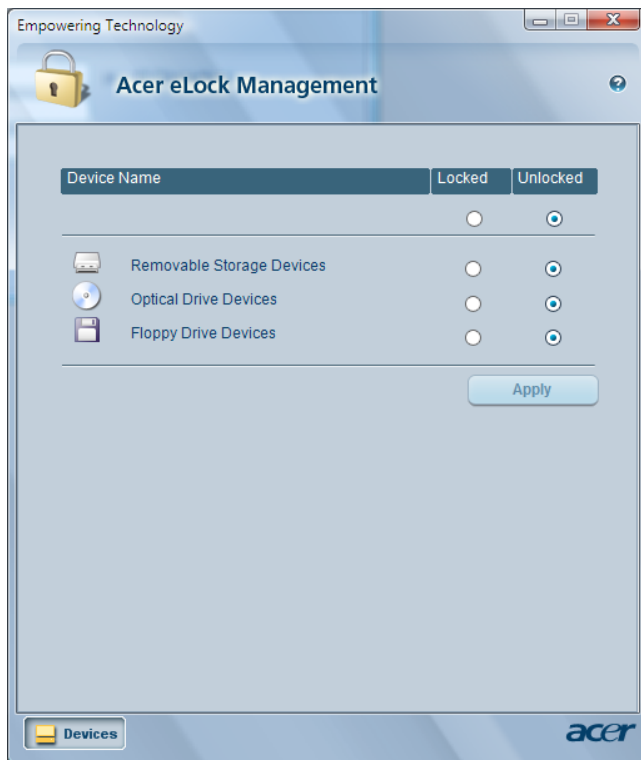 Empowering Technology
Acer eLock Management
Device Name Locked Unlocked
Removable Storage Devices
Optical Drive Devices
Floppy Drive Devices
Apply
Devices
acer